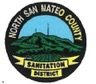 NORTH SAN MATEO COUNTY
SANITATION
DISTRICT